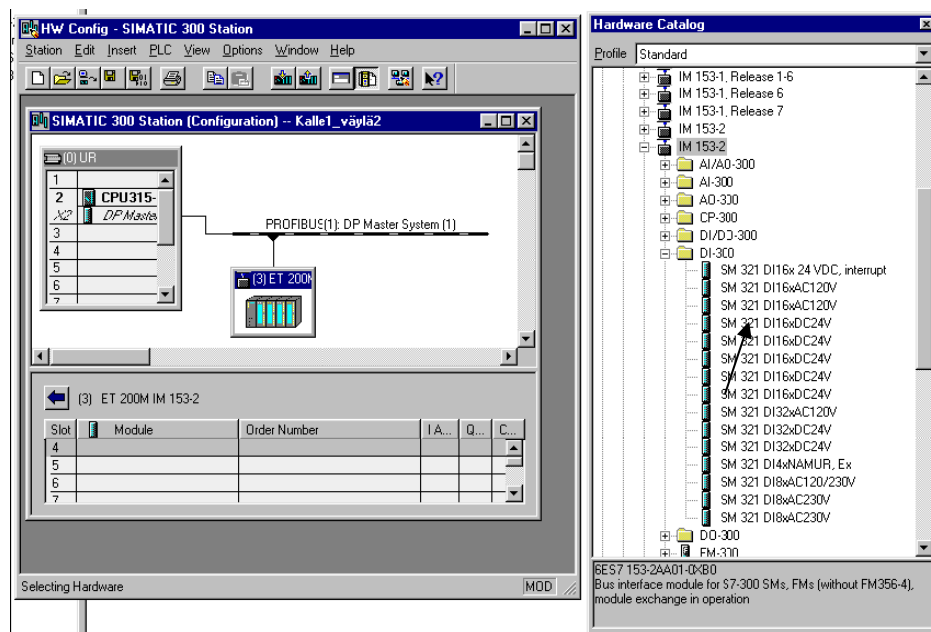 HW Config - SIMATIC 300 Station
Station Edit Insert PLC View Options Window Help
SIMATIC 300 Station (Configuration) -- Kalle1_väylä2
(0) UR
1
2 CPU315-
X2 DP Maste
3
4
5
6
7
PROFIBUS(1): DP Master System (1)
(3) ET 200M
(3) ET 200M IM 153-2
Slot Module Order Number I A... Q... C...
4
5
6
7
Selecting Hardware MOD
Hardware Catalog
Profile Standard
IM 153-1, Release 1-6
IM 153-1, Release 6
IM 153-1, Release 7
IM 153-2
IM 153-2
AI/AO-300
AI-300
AO-300
CP-300
DI/DO-300
DI-300
SM 321 DI16x 24 VDC, interrupt
SM 321 DI16xAC120V
SM 321 DI16xAC120V
SM 321 DI16xDC24V
SM 321 DI16xDC24V
SM 321 DI16xDC24V
SM 321 DI16xDC24V
SM 321 DI16xDC24V
SM 321 DI32xAC120V
SM 321 DI32xDC24V
SM 321 DI32xDC24V
SM 321 DI4xNAMUR, Ex
SM 321 DI8xAC120/230V
SM 321 DI8xAC230V
SM 321 DI8xAC230V
DO-300
FM-300
6ES7 153-2AA01-0XB0
Bus interface module for S7-300 SMs, FMs (without FM356-4),
module exchange in operation